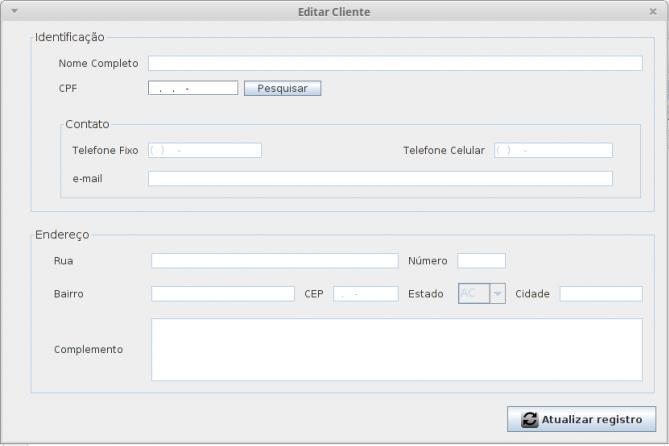 Editar Cliente
Identificação
Nome Completo
CPF . . - Pesquisar
Contato
Telefone Fixo ( ) - Telefone Celular ( ) -
e-mail
Endereço
Rua Número
Bairro CEP . - Estado AC Cidade
Complemento
Atualizar registro